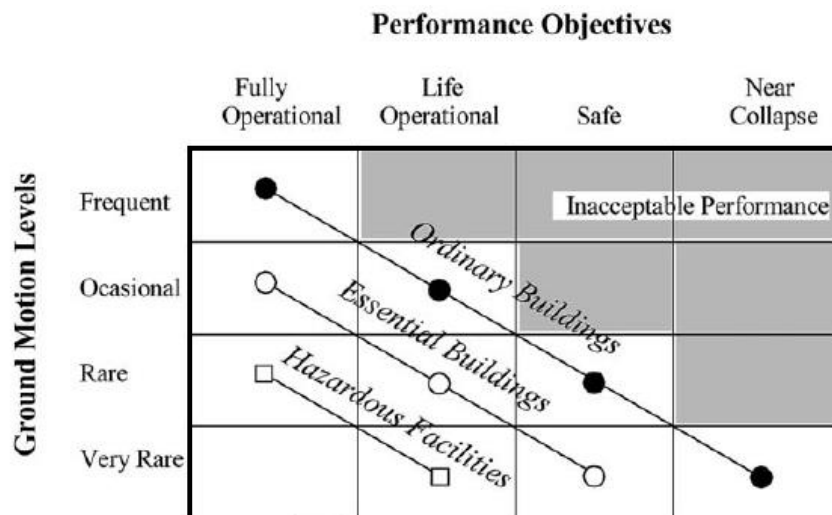 Performance Objectives
Fully
Operational
Life
Operational
Safe
Near
Collapse
Ground Motion Levels
Frequent
Inacceptable Performance
Ordinary Buildings
Ocasional
Essential Buildings
Rare
Hazardous Facilities
Very Rare